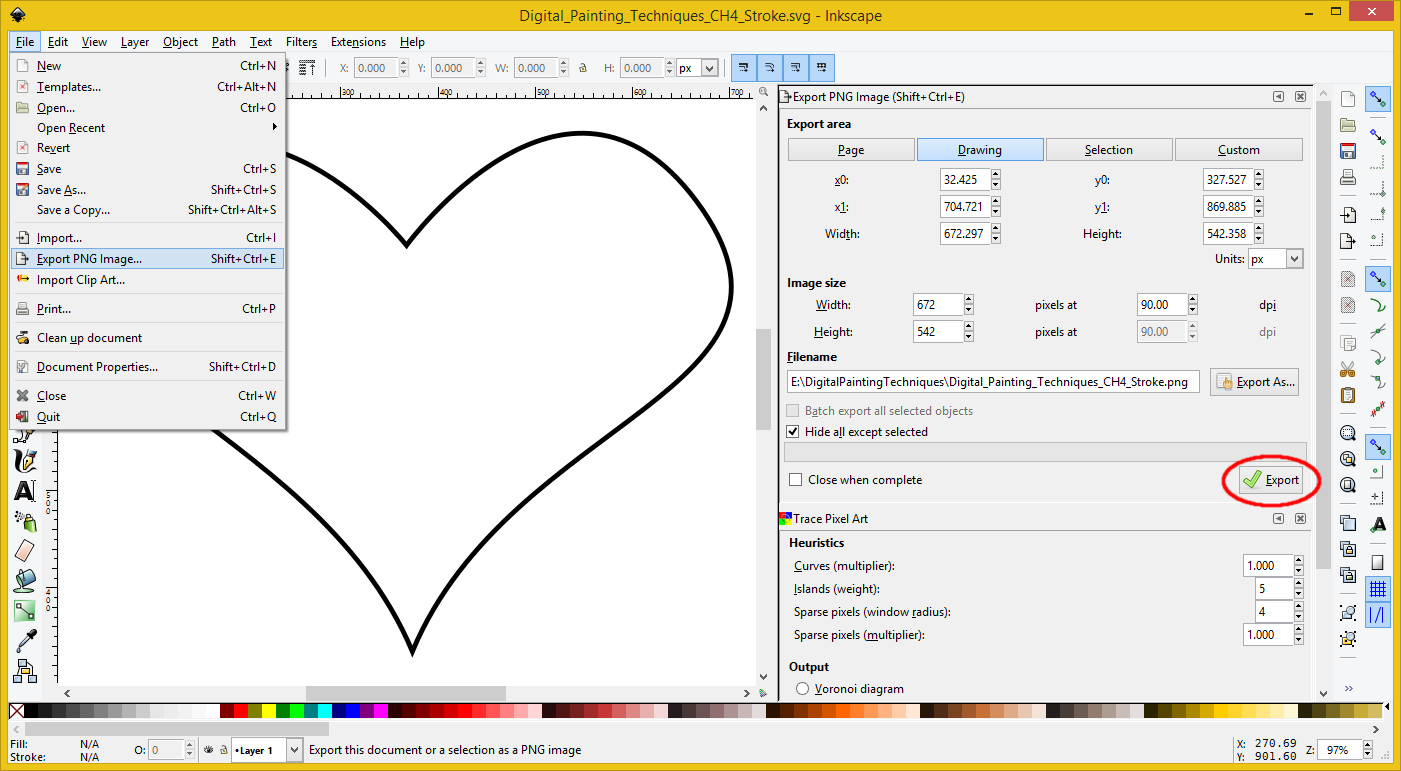 Digital_Painting_Techniques_CH4_Stroke.svg - Inkscape
File Edit View Layer Object Path Text Filters Extensions Help
New Ctrl+N
Templates... Ctrl+Alt+N
Open... Ctrl+O
Open Recent
Revert
Save Ctrl+S
Save As... Shift+Ctrl+S
Save a Copy... Shift+Ctrl+Alt+S
Import... Ctrl+I
Export PNG Image... Shift+Ctrl+E
Import Clip Art...
Print... Ctrl+P
Clean up document
Document Properties... Shift+Ctrl+D
Close Ctrl+W
Quit Ctrl+Q
X: 0.000 Y: 0.000 W: 0.000 H: 0.000 px
300 400 500 600 700
500
400
Export PNG Image (Shift+Ctrl+E)
Export area
Page Drawing Selection Custom
x0: 32.425 y0: 327.527
x1: 704.721 y1: 869.885
Width: 672.297 Height: 542.358
Units: px
Image size
Width: 672 pixels at 90.00 dpi
Height: 542 pixels at 90.00 dpi
Filename
E:\DigitalPaintingTechniques\Digital_Painting_Techniques_CH4_Stroke.png Export As...
Batch export all selected objects
Hide all except selected
Close when complete Export
Trace Pixel Art
Heuristics
Curves (multiplier): 1.000
Islands (weight): 5
Sparse pixels (window radius): 4
Sparse pixels (multiplier): 1.000
Output
Voronoi diagram
Fill: N/A
Stroke: N/A
O: 0
•Layer 1
Export this document or a selection as a PNG image
X: 270.69
Y: 901.60
Z: 97%